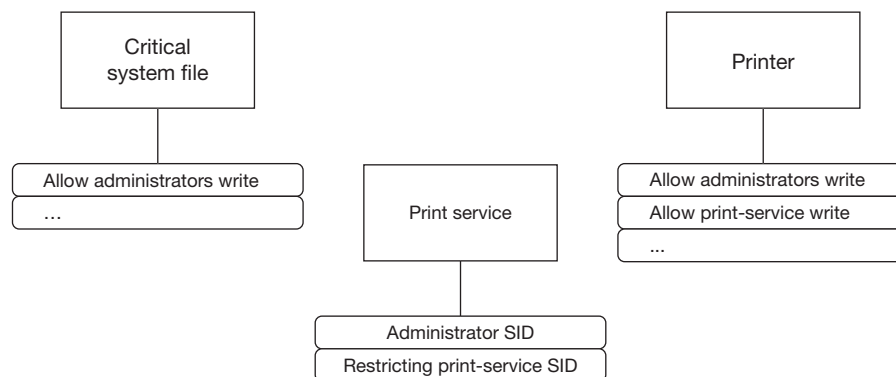 Critical
system file
Allow administrators write
…
Print service
Administrator SID
Restricting print-service SID
Printer
Allow administrators write
Allow print-service write
...